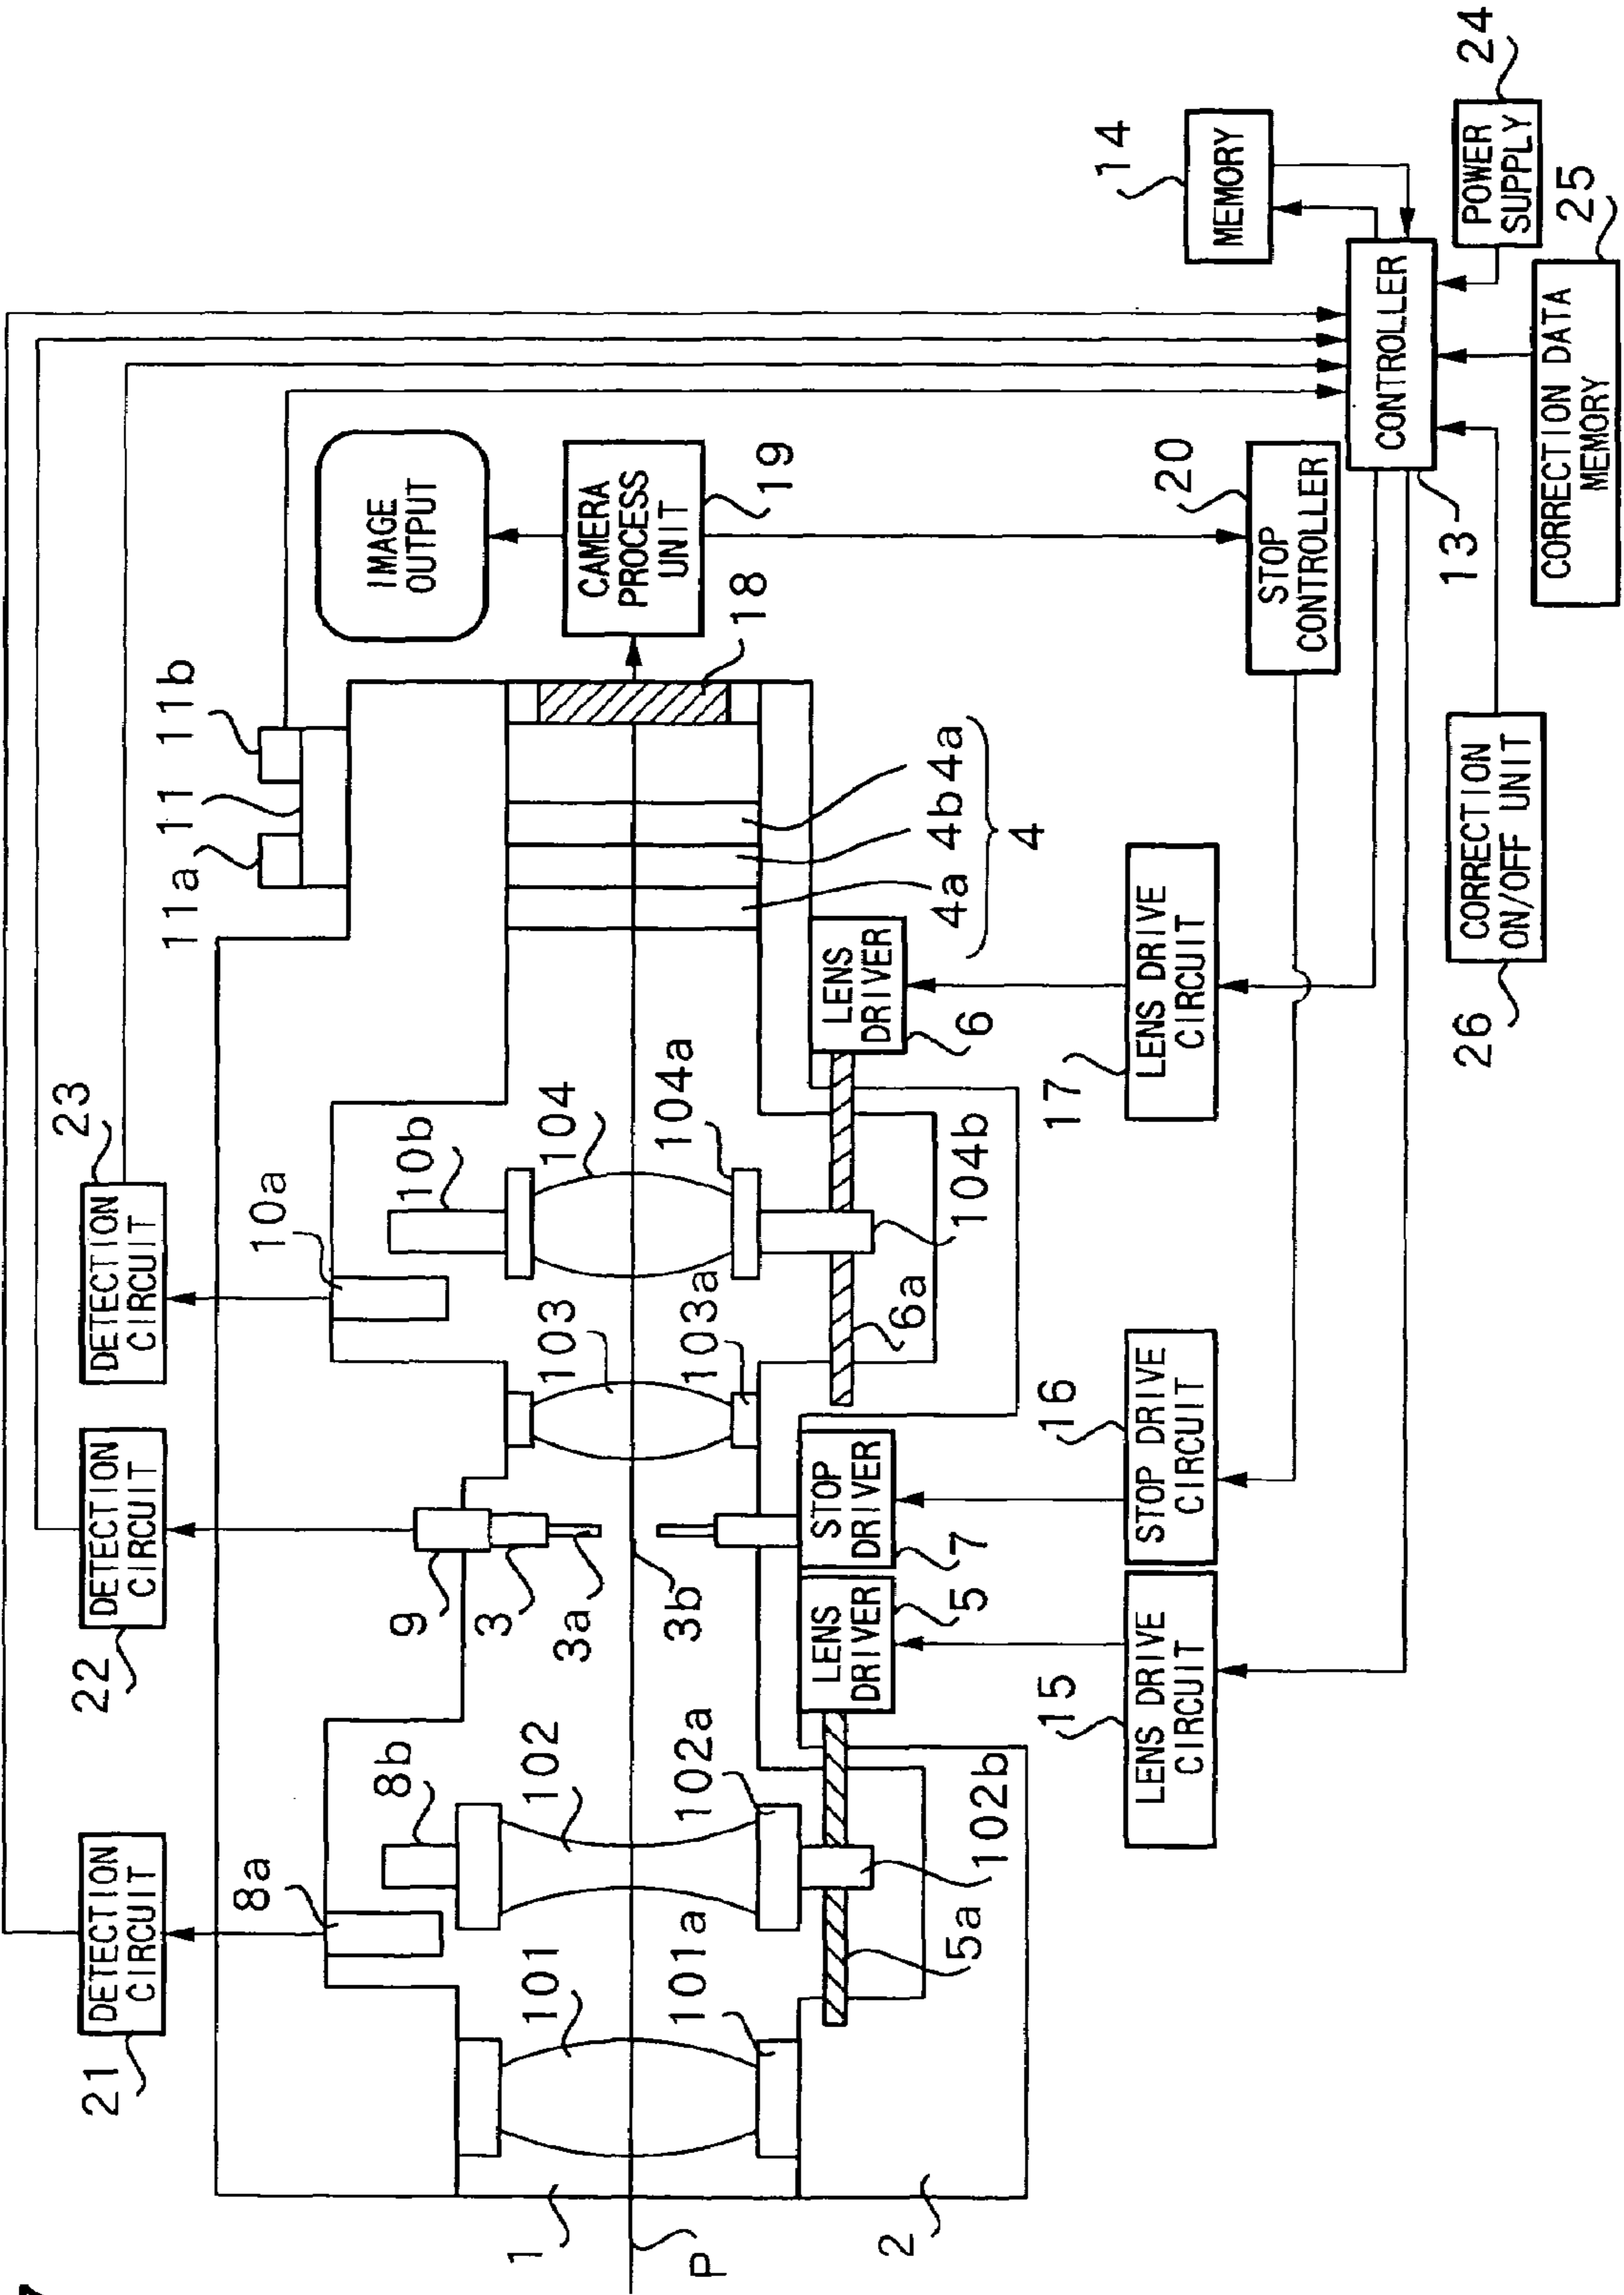 21
DETECTION
CIRCUIT
22
DETECTION
CIRCUIT
23
DETECTION
CIRCUIT
11a
11
11b
8a
10a
8b
9
10b
IMAGE
OUTPUT
1
101
102
3
3a
103
104
CAMERA
PROCESS
UNIT
19
18
P
101a
102a
3b
103a
104a
2
5a
102b
LENS
DRIVER
5
STOP
DRIVER
7
6a
104b
LENS
DRIVER
6
4a
4b
4a
4
15
LENS DRIVE
CIRCUIT
16
STOP DRIVE
CIRCUIT
17
LENS DRIVE
CIRCUIT
20
STOP
CONTROLLER
14
MEMORY
13
CONTROLLER
26
CORRECTION
ON/OFF UNIT
24
POWER
SUPPLY
25
CORRECTION DATA
MEMORY